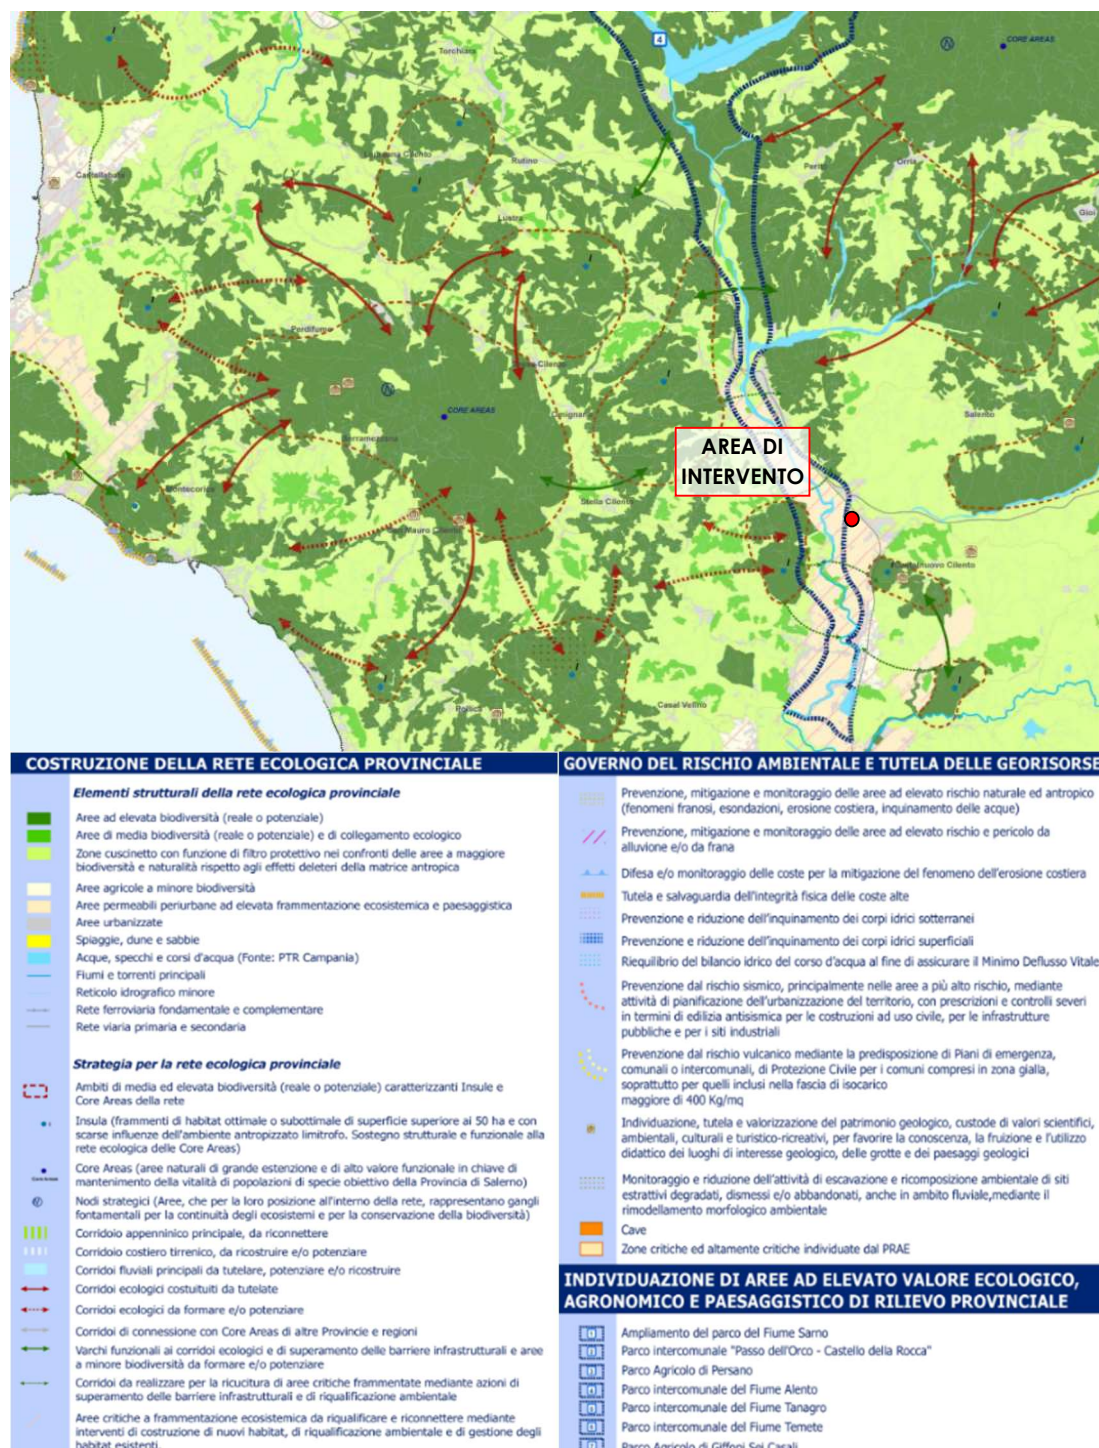 4
CORE AREAS
Torchiara
Rutino
Perito
Orria
Castellabate
Lustra
Gioi
Perdifumo
CORE AREAS
Salento
Serramezzana
AREA DI
INTERVENTO
Montecorice
Stella Cilento
San Mauro Cilento
Castelnuovo Cilento
Pollica
Casal Velino
COSTRUZIONE DELLA RETE ECOLOGICA PROVINCIALE
Elementi strutturali della rete ecologica provinciale
Aree ad elevata biodiversità (reale o potenziale)
Aree di media biodiversità (reale o potenziale) e di collegamento ecologico
Zone cuscinetto con funzione di filtro protettivo nei confronti delle aree a maggiore
biodiversità e naturalità rispetto agli effetti deleteri della matrice antropica
Aree agricole a minore biodiversità
Aree permeabili periurbane ad elevata frammentazione ecosistemica e paesaggistica
Aree urbanizzate
Spiaggie, dune e sabbie
Acque, specchi e corsi d'acqua (Fonte: PTR Campania)
Fiumi e torrenti principali
Reticolo idrografico minore
Rete ferroviaria fondamentale e complementare
Rete viaria primaria e secondaria
Strategia per la rete ecologica provinciale
Ambiti di media ed elevata biodiversità (reale o potenziale) caratterizzanti Insule e
Core Areas della rete
Insula (frammenti di habitat ottimale o subottimale di superficie superiore ai 50 ha e con
scarse influenze dell'ambiente antropizzato limitrofo. Sostegno strutturale e funzionale alla
rete ecologica delle Core Areas)
Core Areas
Core Areas (aree naturali di grande estenzione e di alto valore funzionale in chiave di
mantenimento della vitalità di popolazioni di specie obiettivo della Provincia di Salerno)
Nodi strategici (Aree, che per la loro posizione all'interno della rete, rappresentano gangli
fontamentali per la continuità degli ecosistemi e per la conservazione della biodiversità)
Corridoio appenninico principale, da riconnettere
Corridoio costiero tirrenico, da ricostruire e/o potenziare
Corridoi fluviali principali da tutelare, potenziare e/o ricostruire
Corridoi ecologici costuituiti da tutelate
Corridoi ecologici da formare e/o potenziare
Corridoi di connessione con Core Areas di altre Provincie e regioni
Varchi funzionali ai corridoi ecologici e di superamento delle barriere infrastrutturali e aree
a minore biodiversità da formare e/o potenziare
Corridoi da realizzare per la ricucitura di aree critiche frammentate mediante azioni di
superamento delle barriere infrastrutturali e di riqualificazione ambientale
Aree critiche a frammentazione ecosistemica da riqualificare e riconnettere mediante
interventi di costruzione di nuovi habitat, di riqualificazione ambientale e di gestione degli
habitat esistenti.
GOVERNO DEL RISCHIO AMBIENTALE E TUTELA DELLE GEORISORSE
Prevenzione, mitigazione e monitoraggio delle aree ad elevato rischio naturale ed antropico
(fenomeni franosi, esondazioni, erosione costiera, inquinamento delle acque)
Prevenzione, mitigazione e monitoraggio delle aree ad elevato rischio e pericolo da
alluvione e/o da frana
Difesa e/o monitoraggio delle coste per la mitigazione del fenomeno dell'erosione costiera
Tutela e salvaguardia dell'integrità fisica delle coste alte
Prevenzione e riduzione dell'inquinamento dei corpi idrici sotterranei
Prevenzione e riduzione dell'inquinamento dei corpi idrici superficiali
Riequilibrio del bilancio idrico del corso d'acqua al fine di assicurare il Minimo Deflusso Vitale
Prevenzione dal rischio sismico, principalmente nelle aree a più alto rischio, mediante
attività di pianificazione dell'urbanizzazione del territorio, con prescrizioni e controlli severi
in termini di edilizia antisismica per le costruzioni ad uso civile, per le infrastrutture
pubbliche e per i siti industriali
Prevenzione dal rischio vulcanico mediante la predisposizione di Piani di emergenza,
comunali o intercomunali, di Protezione Civile per i comuni compresi in zona gialla,
soprattutto per quelli inclusi nella fascia di isocarico
maggiore di 400 Kg/mq
Individuazione, tutela e valorizzazione del patrimonio geologico, custode di valori scientifici,
ambientali, culturali e turistico-ricreativi, per favorire la conoscenza, la fruizione e l'utilizzo
didattico dei luoghi di interesse geologico, delle grotte e dei paesaggi geologici
Monitoraggio e riduzione dell'attività di escavazione e ricomposizione ambientale di siti
estrattivi degradati, dismessi e/o abbandonati, anche in ambito fluviale,mediante il
rimodellamento morfologico ambientale
Cave
Zone critiche ed altamente critiche individuate dal PRAE
INDIVIDUAZIONE DI AREE AD ELEVATO VALORE ECOLOGICO,
AGRONOMICO E PAESAGGISTICO DI RILIEVO PROVINCIALE
1 Ampliamento del parco del Fiume Sarno
2 Parco intercomunale "Passo dell'Orco - Castello della Rocca"
3 Parco Agricolo di Persano
4 Parco intercomunale del Fiume Alento
5 Parco intercomunale del Fiume Tanagro
6 Parco intercomunale del Fiume Temete
7 Parco Agricolo di Giffoni Sei Casali